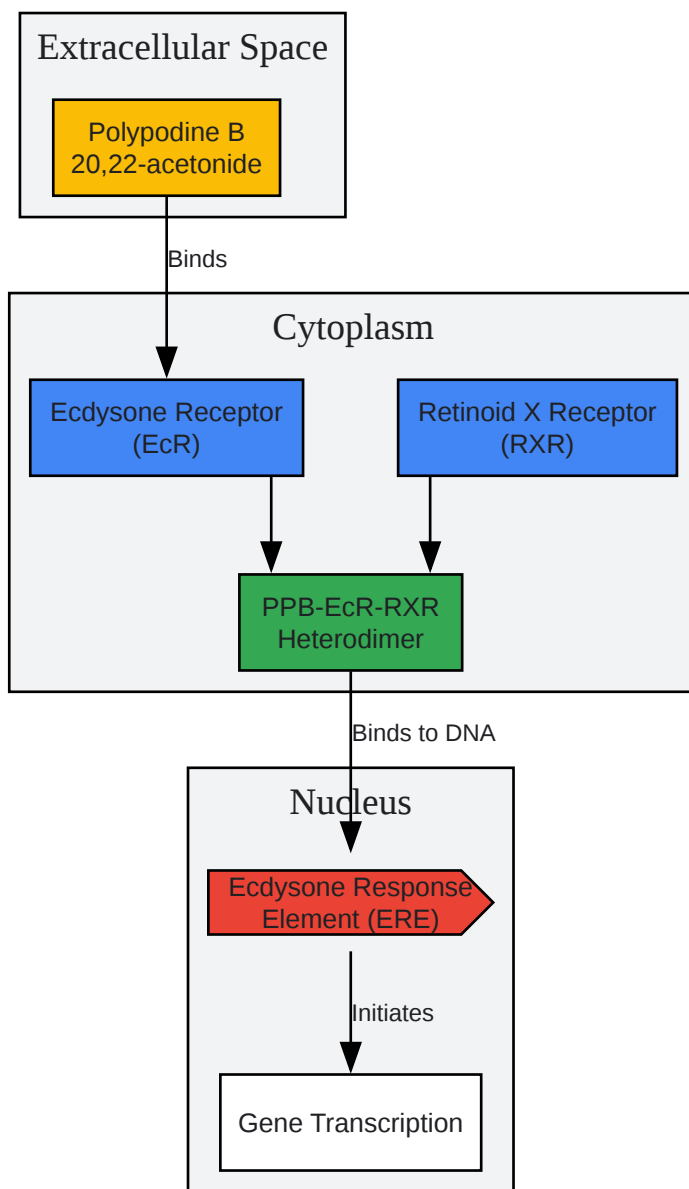 Extracellular Space
Polypodine B
20,22-acetonide
Binds
Cytoplasm
Ecdysone Receptor
(EcR)
Retinoid X Receptor
(RXR)
PPB-EcR-RXR
Heterodimer
Binds to DNA
Nucleus
Ecdysone Response
Element (ERE)
Initiates
Gene Transcription